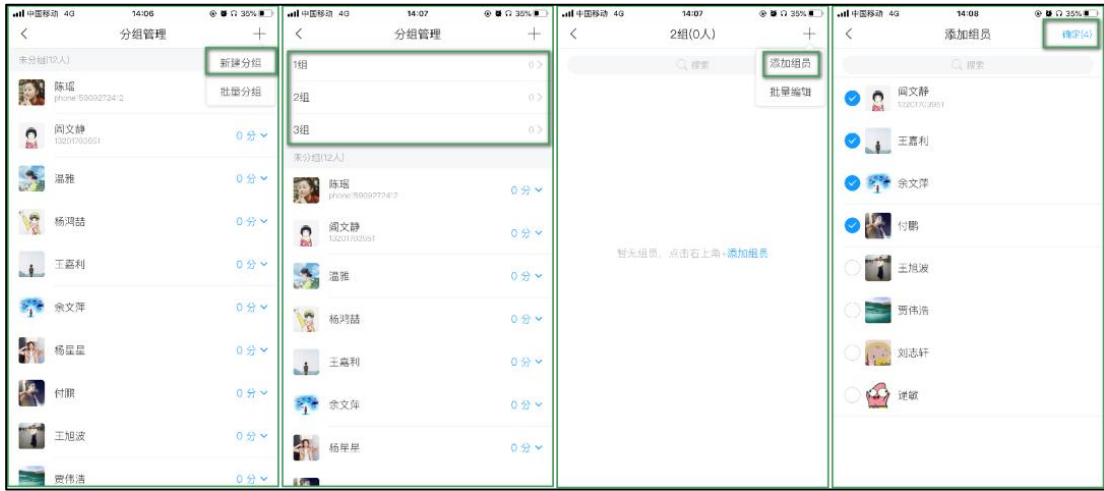 中国移动 4G 14:06 35%
分组管理
未分组(12人)
新建分组
批量分组
陈瑶
阎文静
0 分
温雅
0 分
杨鸿喆
0 分
王嘉利
0 分
余文萍
0 分
杨星星
0 分
付鹏
0 分
王旭波
0 分
贾伟浩
0 分
中国移动 4G 14:07 35%
分组管理
1组 0
2组 0
3组 0
未分组(12人)
陈瑶
0 分
阎文静
0 分
温雅
0 分
杨鸿喆
0 分
王嘉利
0 分
余文萍
0 分
杨星星
0 分
中国移动 4G 14:07 35%
2组(0人)
搜索
添加组员
批量编辑
暂无组员，点击右上角+添加组员
中国移动 4G 14:08 35%
添加组员 确定(4)
搜索
阎文静
王嘉利
余文萍
付鹏
王旭波
贾伟浩
刘志轩